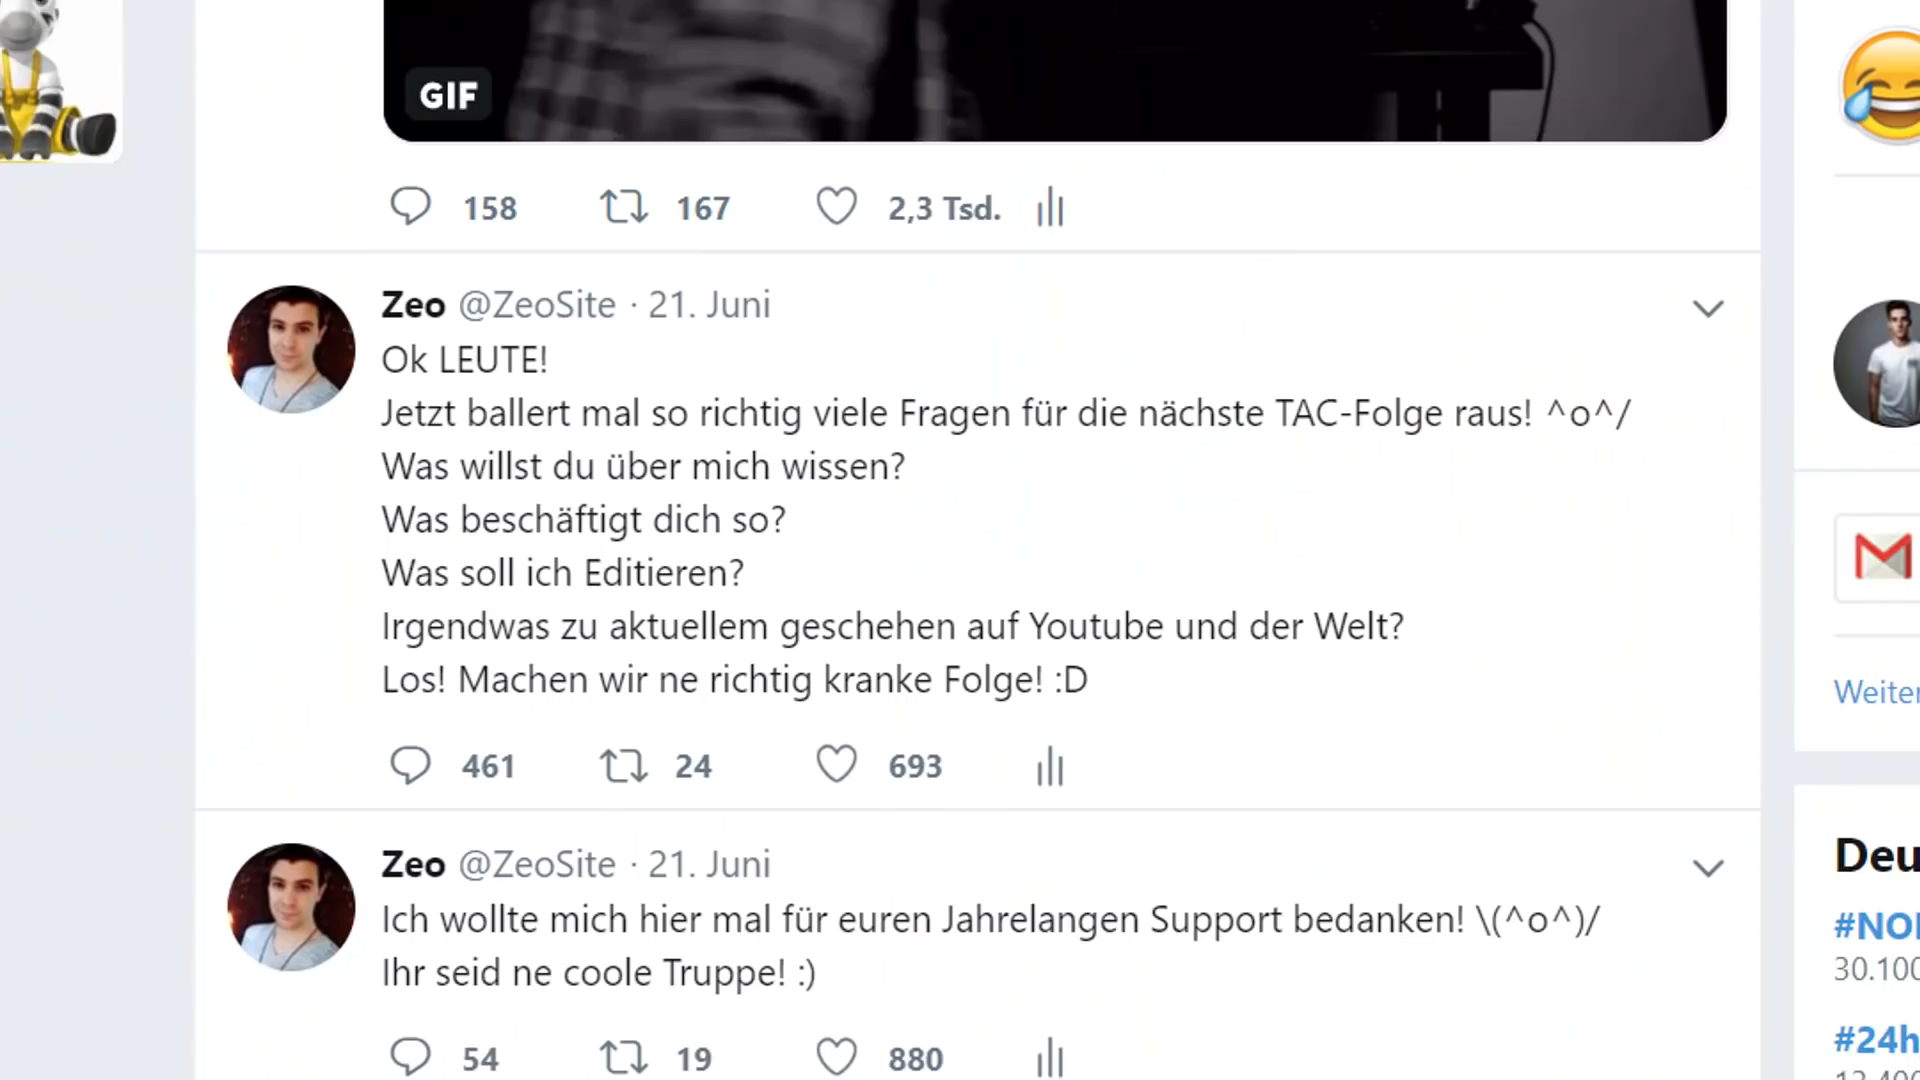 GIF
158 167 2,3 Tsd.
Zeo @ZeoSite · 21. Juni
Ok LEUTE!
Jetzt ballert mal so richtig viele Fragen für die nächste TAC-Folge raus! ^o^/
Was willst du über mich wissen?
Was beschäftigt dich so?
Was soll ich Editieren?
Irgendwas zu aktuellem geschehen auf Youtube und der Welt?
Los! Machen wir ne richtig kranke Folge! :D
461 24 693
Zeo @ZeoSite · 21. Juni
Ich wollte mich hier mal für euren Jahrelangen Support bedanken! \(^o^)/
Ihr seid ne coole Truppe! :)
54 19 880
#24h